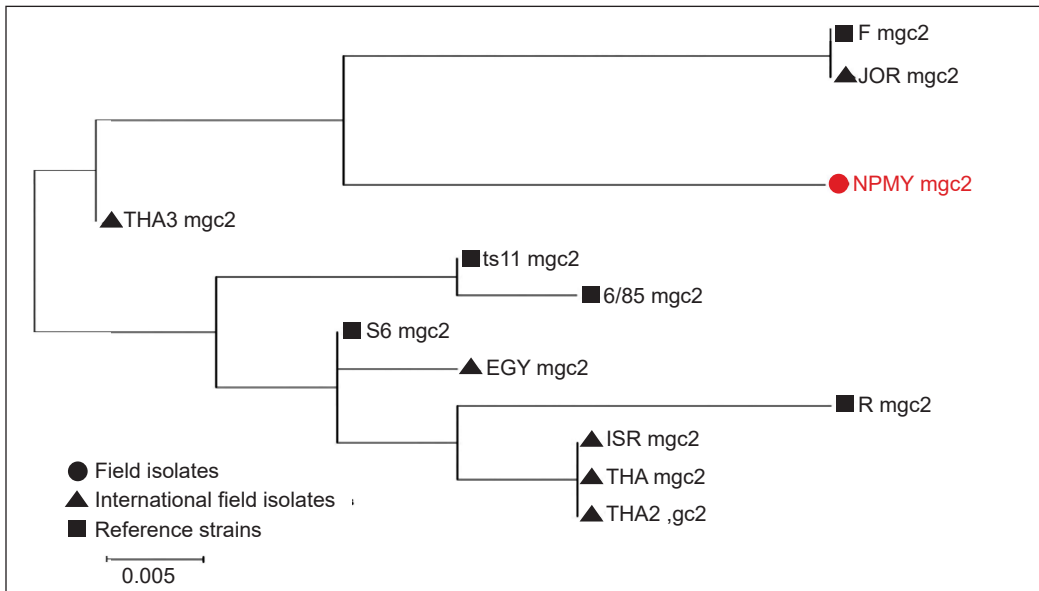 F mgc2
JOR mgc2
NPMY mgc2
THA3 mgc2
ts11 mgc2
6/85 mgc2
S6 mgc2
EGY mgc2
R mgc2
ISR mgc2
THA mgc2
THA2 ,gc2
Field isolates
International field isolates
Reference strains
0.005